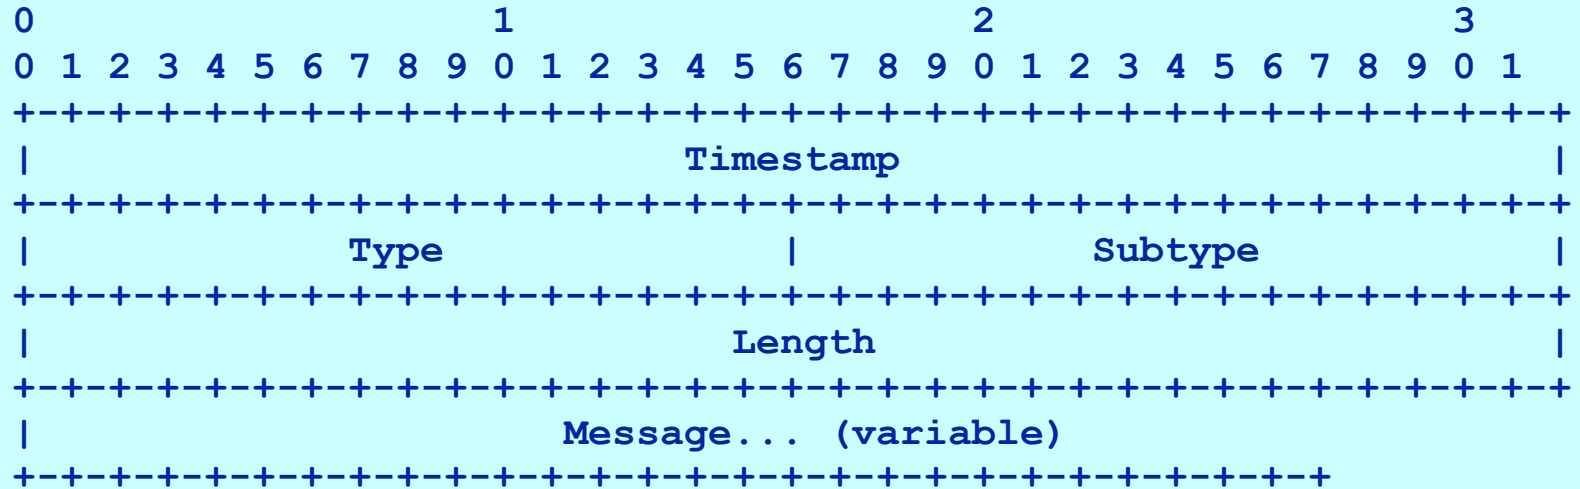 0                   1                   2                   3
0 1 2 3 4 5 6 7 8 9 0 1 2 3 4 5 6 7 8 9 0 1 2 3 4 5 6 7 8 9 0 1
+-+-+-+-+-+-+-+-+-+-+-+-+-+-+-+-+-+-+-+-+-+-+-+-+-+-+-+-+-+-+-+-+
|                           Timestamp                           |
+-+-+-+-+-+-+-+-+-+-+-+-+-+-+-+-+-+-+-+-+-+-+-+-+-+-+-+-+-+-+-+-+
|             Type              |            Subtype            |
+-+-+-+-+-+-+-+-+-+-+-+-+-+-+-+-+-+-+-+-+-+-+-+-+-+-+-+-+-+-+-+-+
|                             Length                            |
+-+-+-+-+-+-+-+-+-+-+-+-+-+-+-+-+-+-+-+-+-+-+-+-+-+-+-+-+-+-+-+-+
|                      Message... (variable)
+-+-+-+-+-+-+-+-+-+-+-+-+-+-+-+-+-+-+-+-+-+-+-+-+-+-+-+